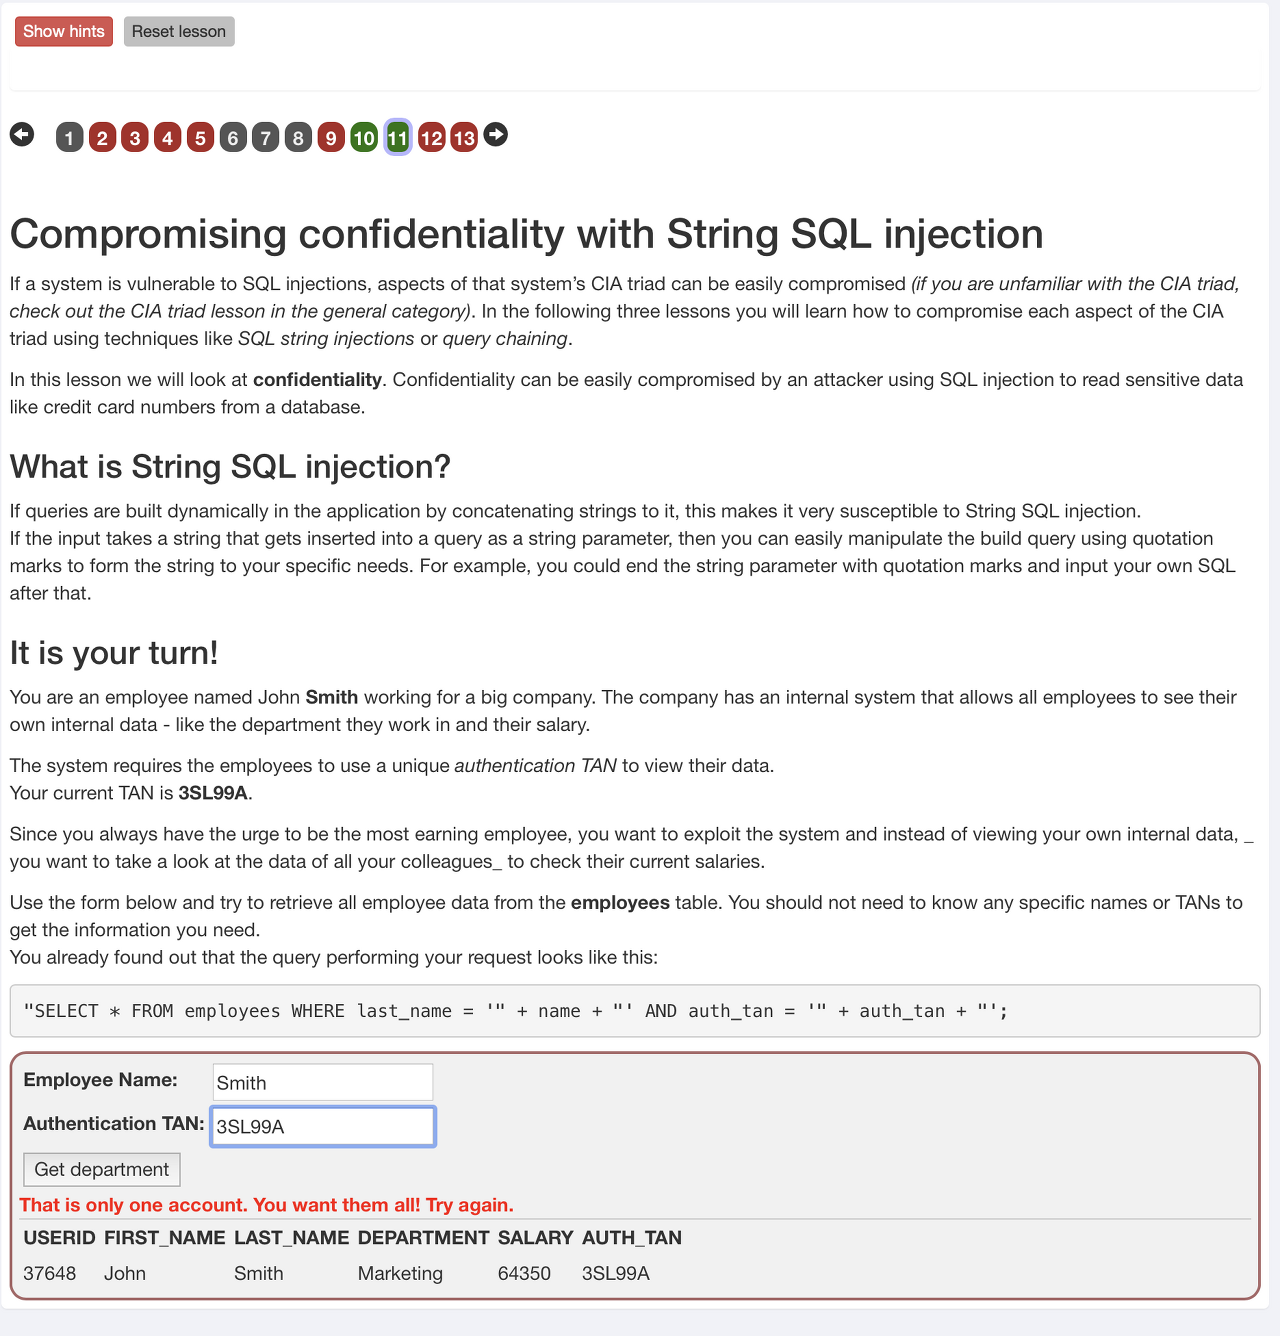 Show hints Reset lesson
1 2 3 4 5 6 7 8 9 10 11 12 13
Compromising confidentiality with String SQL injection
If a system is vulnerable to SQL injections, aspects of that system’s CIA triad can be easily compromised (if you are unfamiliar with the CIA triad,
check out the CIA triad lesson in the general category). In the following three lessons you will learn how to compromise each aspect of the CIA
triad using techniques like SQL string injections or query chaining.
In this lesson we will look at confidentiality. Confidentiality can be easily compromised by an attacker using SQL injection to read sensitive data
like credit card numbers from a database.
What is String SQL injection?
If queries are built dynamically in the application by concatenating strings to it, this makes it very susceptible to String SQL injection.
If the input takes a string that gets inserted into a query as a string parameter, then you can easily manipulate the build query using quotation
marks to form the string to your specific needs. For example, you could end the string parameter with quotation marks and input your own SQL
after that.
It is your turn!
You are an employee named John Smith working for a big company. The company has an internal system that allows all employees to see their
own internal data - like the department they work in and their salary.
The system requires the employees to use a unique authentication TAN to view their data.
Your current TAN is 3SL99A.
Since you always have the urge to be the most earning employee, you want to exploit the system and instead of viewing your own internal data, _
you want to take a look at the data of all your colleagues_ to check their current salaries.
Use the form below and try to retrieve all employee data from the employees table. You should not need to know any specific names or TANs to
get the information you need.
You already found out that the query performing your request looks like this:
"SELECT * FROM employees WHERE last_name = '" + name + "' AND auth_tan = '" + auth_tan + "';
Employee Name: Smith
Authentication TAN: 3SL99A
Get department
That is only one account. You want them all! Try again.
USERID FIRST_NAME LAST_NAME DEPARTMENT SALARY AUTH_TAN
37648 John Smith Marketing 64350 3SL99A